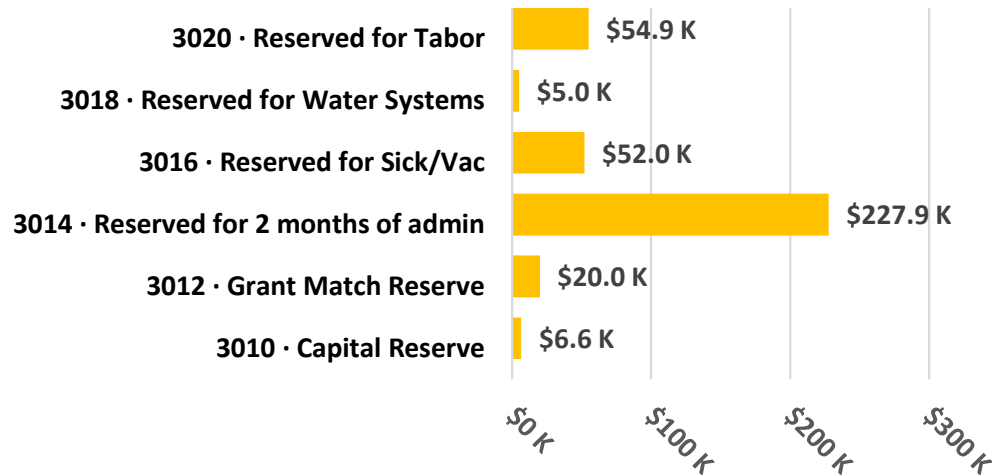 3020 · Reserved for Tabor $54.9 K
3018 · Reserved for Water Systems $5.0 K
3016 · Reserved for Sick/Vac $52.0 K
3014 · Reserved for 2 months of admin $227.9 K
3012 · Grant Match Reserve $20.0 K
3010 · Capital Reserve $6.6 K
$0 K $100 K $200 K $300 K